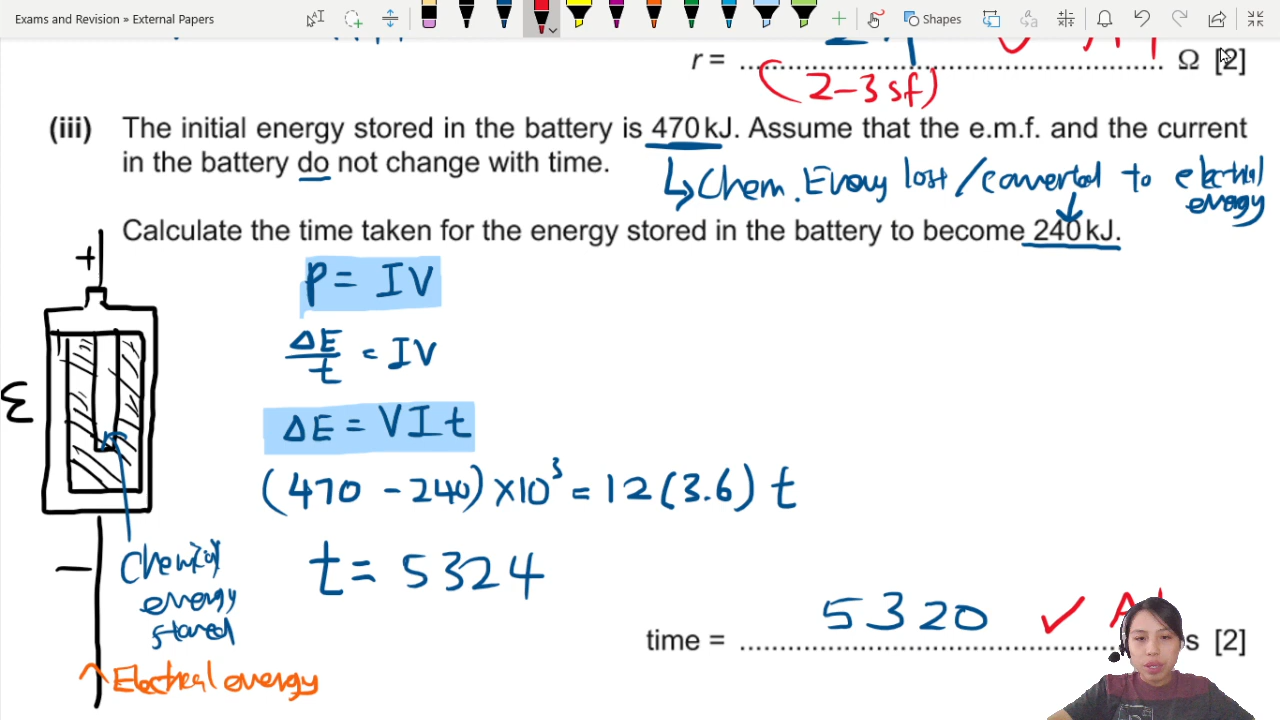 Exams and Revision » External Papers
Shapes
r = Ω [2]
(2-3 sf)
(iii) The initial energy stored in the battery is 470 kJ. Assume that the e.m.f. and the current
in the battery do not change with time.
↳ Chem. Energy lost / converted to electrical
energy
Calculate the time taken for the energy stored in the battery to become 240 kJ.
+
P = IV
ΔE/t = IV
ε
ΔE = VIt
(470 - 240) × 10³ = 12 (3.6) t
t = 5324
−
Chemical
energy
stored
time = 5320 ✓ s [2]
Electrical energy